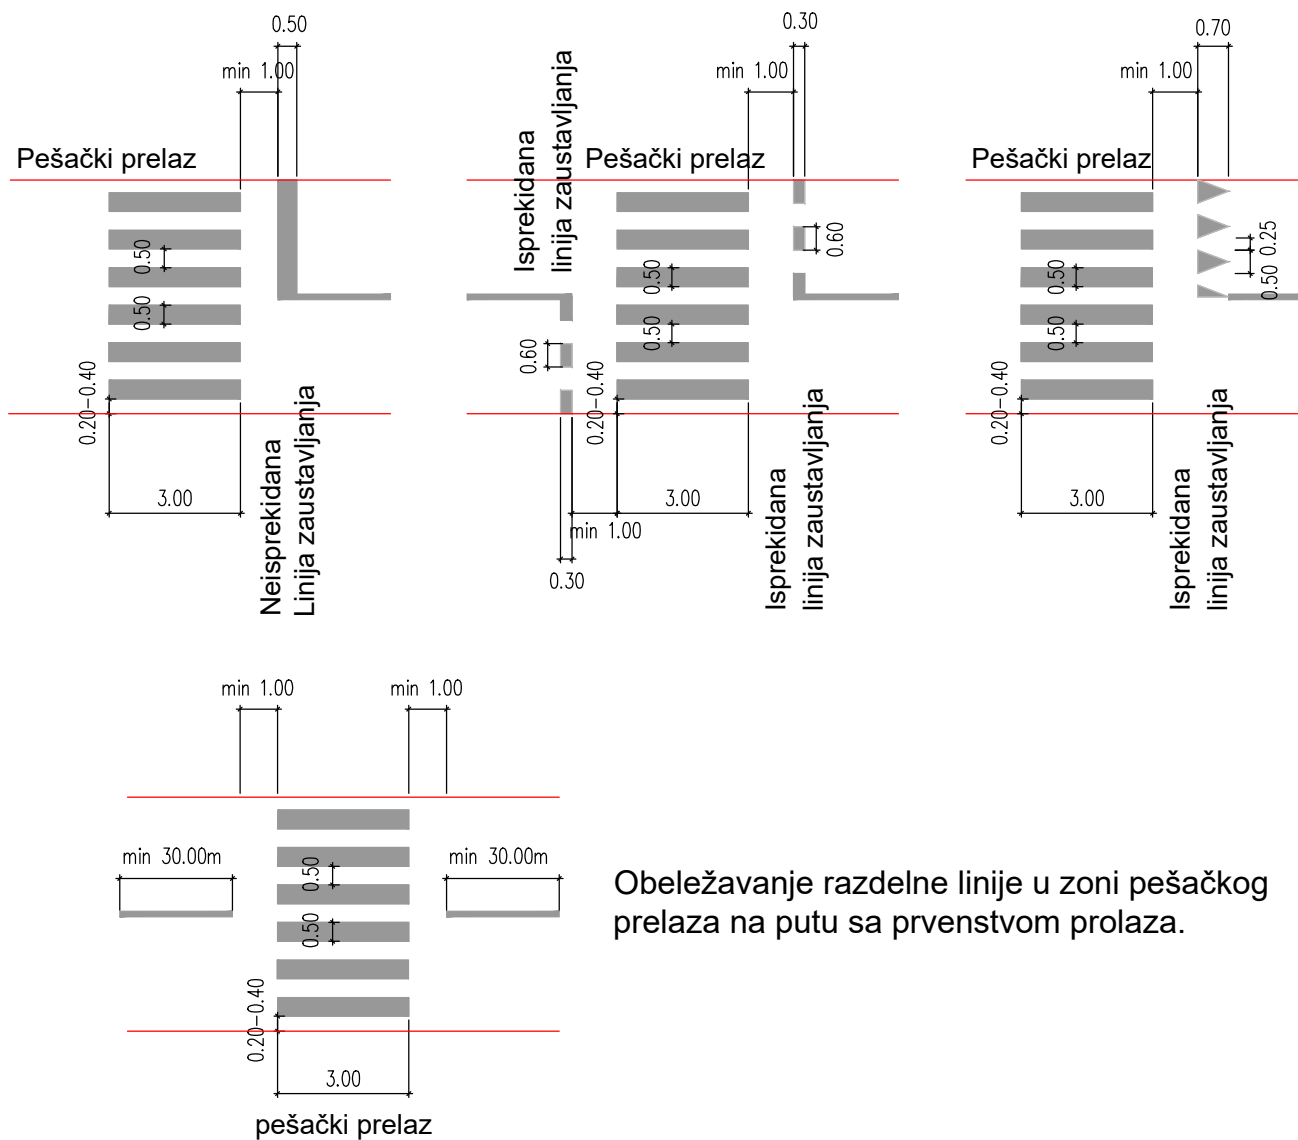 0.50
min 1.00
Pešački prelaz
0.50
0.50
0.20-0.40
3.00
Neisprekidana
Linija zaustavljanja
0.30
min 1.00
Isprekidana
linija zaustavljanja
Pešački prelaz
0.60
0.50
0.50
0.60
0.20-0.40
3.00
min 1.00
0.30
Isprekidana
linija zaustavljanja
0.70
min 1.00
Pešački prelaz
0.25
0.50
0.50
0.50
0.20-0.40
3.00
Isprekidana
linija zaustavljanja
min 1.00
min 1.00
min 30.00m
min 30.00m
0.50
0.50
0.20-0.40
3.00
pešački prelaz
Obeležavanje razdelne linije u zoni pešačkog
prelaza na putu sa prvenstvom prolaza.